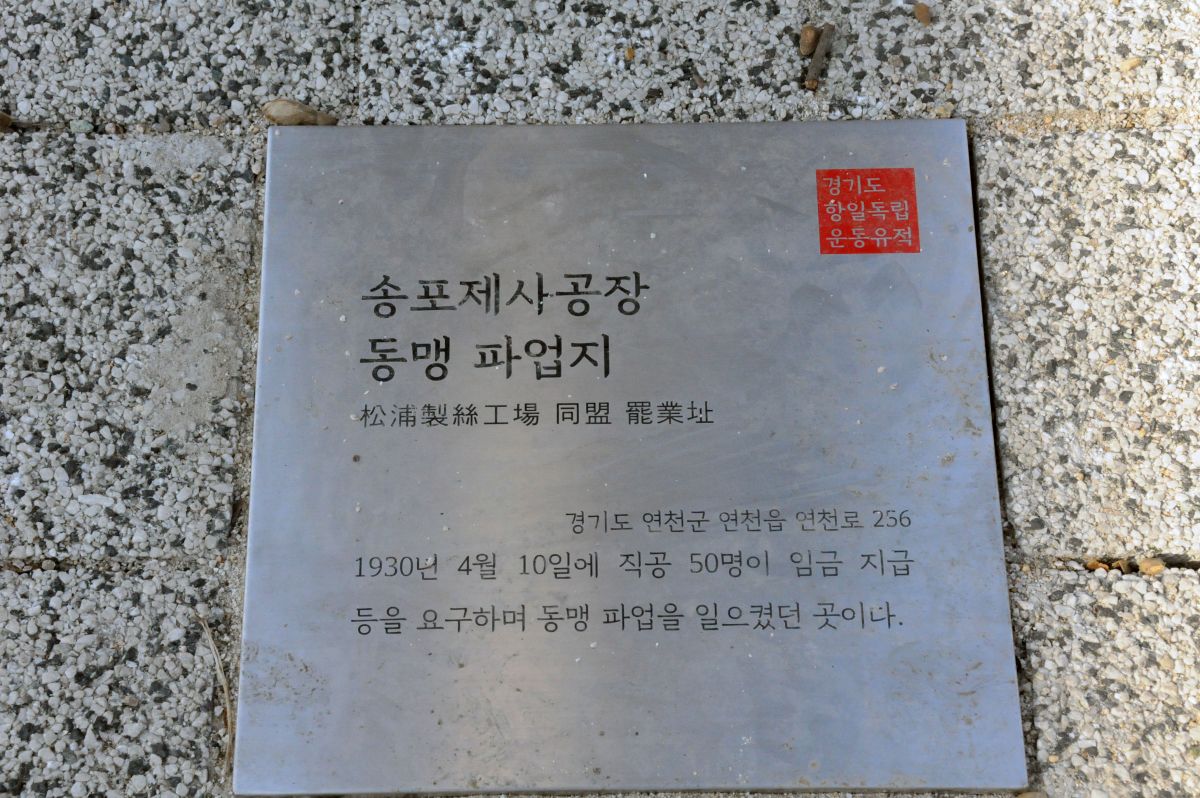 경기도
항일독립
운동유적
송포제사공장
동맹 파업지
松浦製絲工場 同盟 罷業址
경기도 연천군 연천읍 연천로 256
1930년 4월 10일에 직공 50명이 임금 지급
등을 요구하며 동맹 파업을 일으켰던 곳이다.